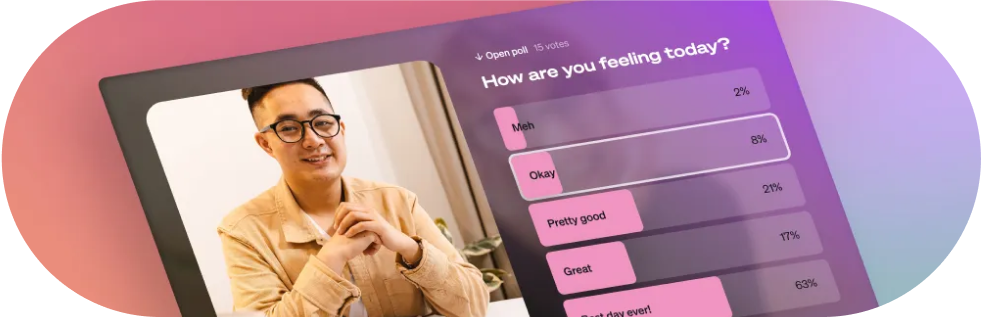 ↓ Open poll 15 votes
How are you feeling today?
Meh 2%
Okay 8%
Pretty good 21%
Great 17%
day ever! 63%